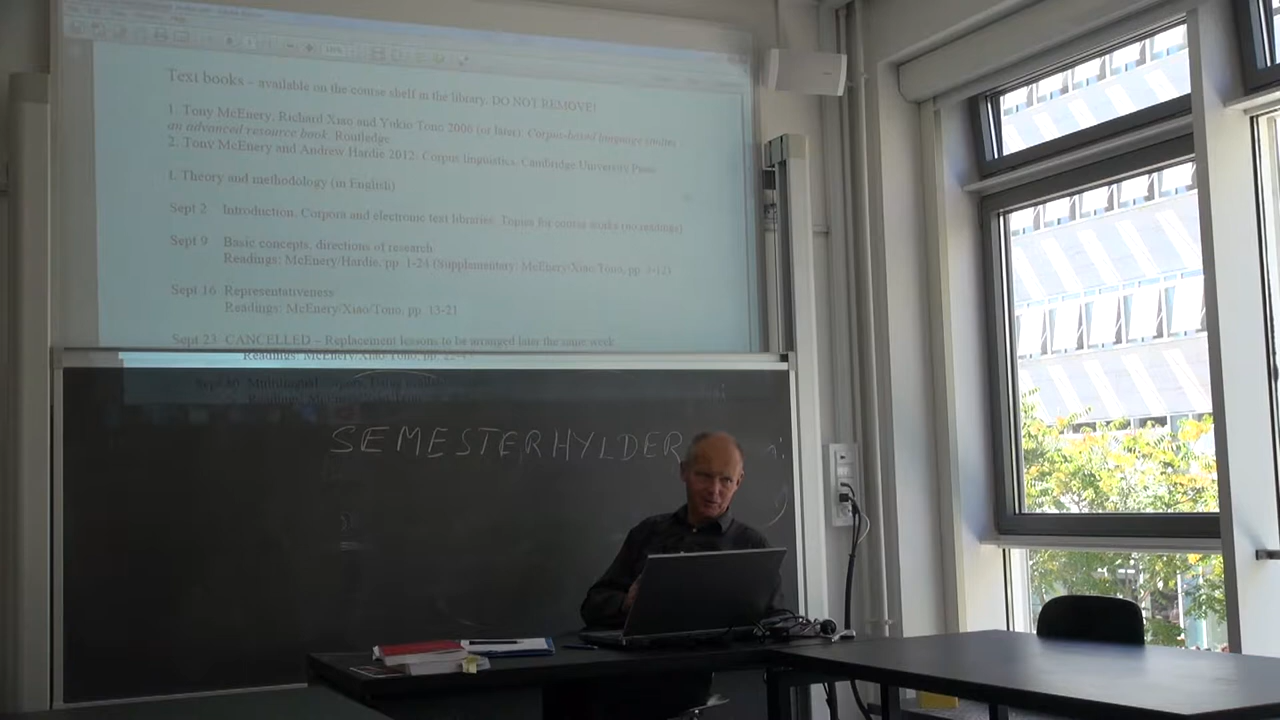 Text books – available on the course shelf in the library. DO NOT REMOVE!
1. Tony McEnery, Richard Xiao and Yukio Tono 2006 (or later): Corpus-based language studies
an advanced resource book. Routledge
2. Tony McEnery and Andrew Hardie 2012. Corpus linguistics. Cambridge University Press
I. Theory and methodology (in English)
Sept 2 Introduction. Corpora and electronic text libraries. Topics for course works (no readings)
Sept 9 Basic concepts, directions of research
Readings: McEnery/Hardie, pp. 1-24 (Supplementary: McEnery/Xiao/Tono, pp. 3-12)
Sept 16 Representativeness
Readings: McEnery/Xiao/Tono, pp. 13-21
Sept 23 CANCELLED – Replacement lessons to be arranged later the same week
Readings: McEnery/Xiao/Tono, pp.
Sept 30 Multilingual
SEMESTERHYLDER